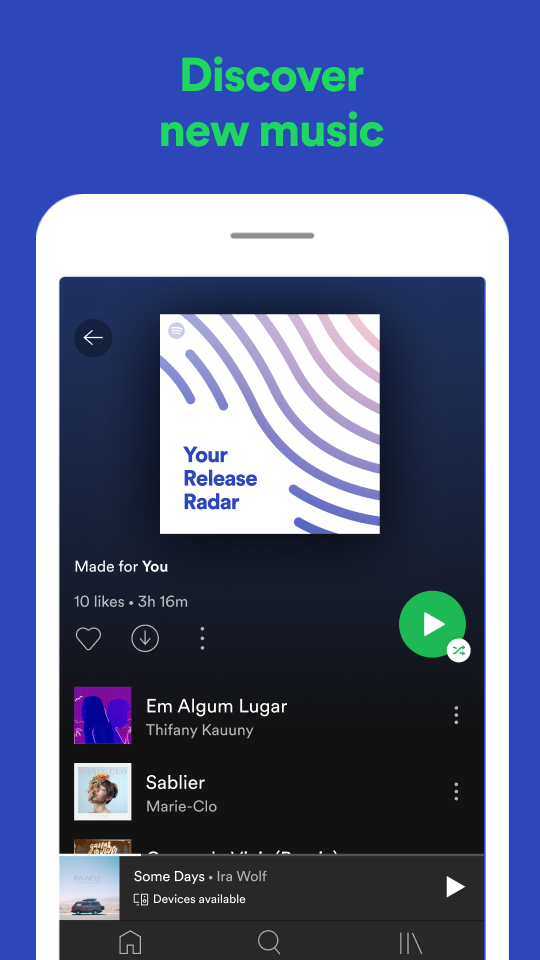 Discover
new music
Your
Release
Radar
Made for You
10 likes • 3h 16m
Em Algum Lugar
Thifany Kauuny
Sablier
Marie-Clo
Some Days • Ira Wolf
Devices available